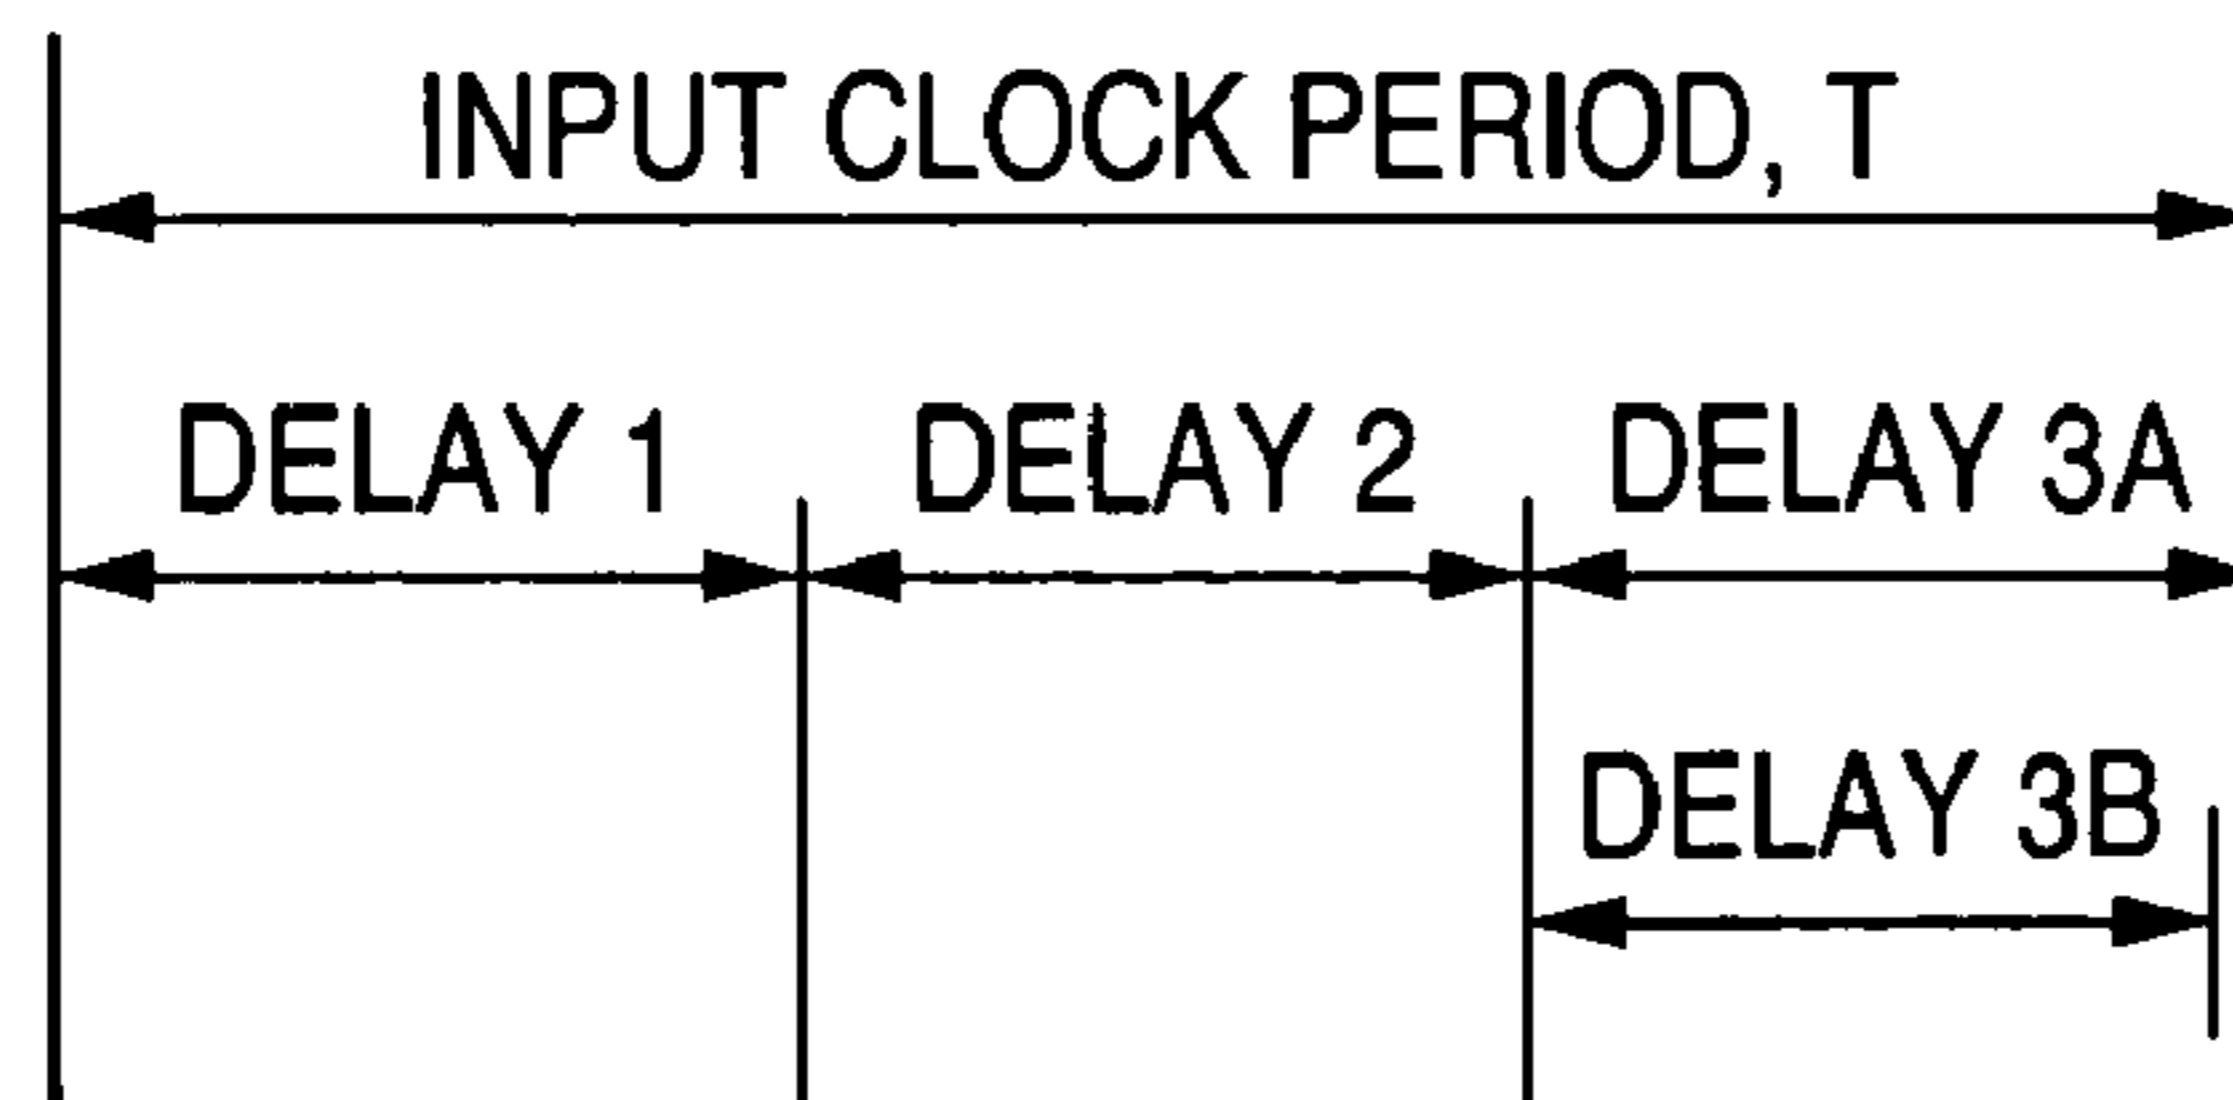 INPUT CLOCK PERIOD, T
DELAY 1 DELAY 2 DELAY 3A
DELAY 3B